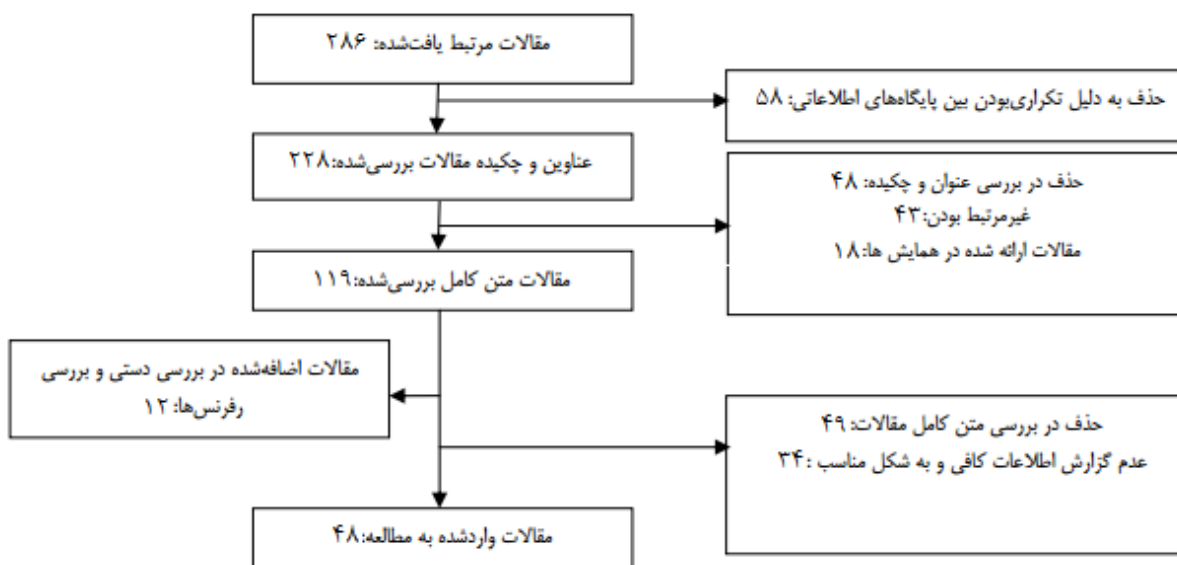 مقالات مرتبط یافت‌شده: ۲۸۶
حذف به دلیل تکراری‌بودن بین پایگاه‌های اطلاعاتی: ۵۸
عناوین و چکیده مقالات بررسی‌شده:۲۲۸
حذف در بررسی عنوان و چکیده: ۴۸
غیرمرتبط بودن:۴۳
مقالات ارائه شده در همایش ها:۱۸
مقالات متن کامل بررسی‌شده:۱۱۹
مقالات اضافه‌شده در بررسی دستی و بررسی
رفرنس‌ها: ۱۲
حذف در بررسی متن کامل مقالات: ۴۹
عدم گزارش اطلاعات کافی و به شکل مناسب :۳۴
مقالات واردشده به مطالعه:۴۸